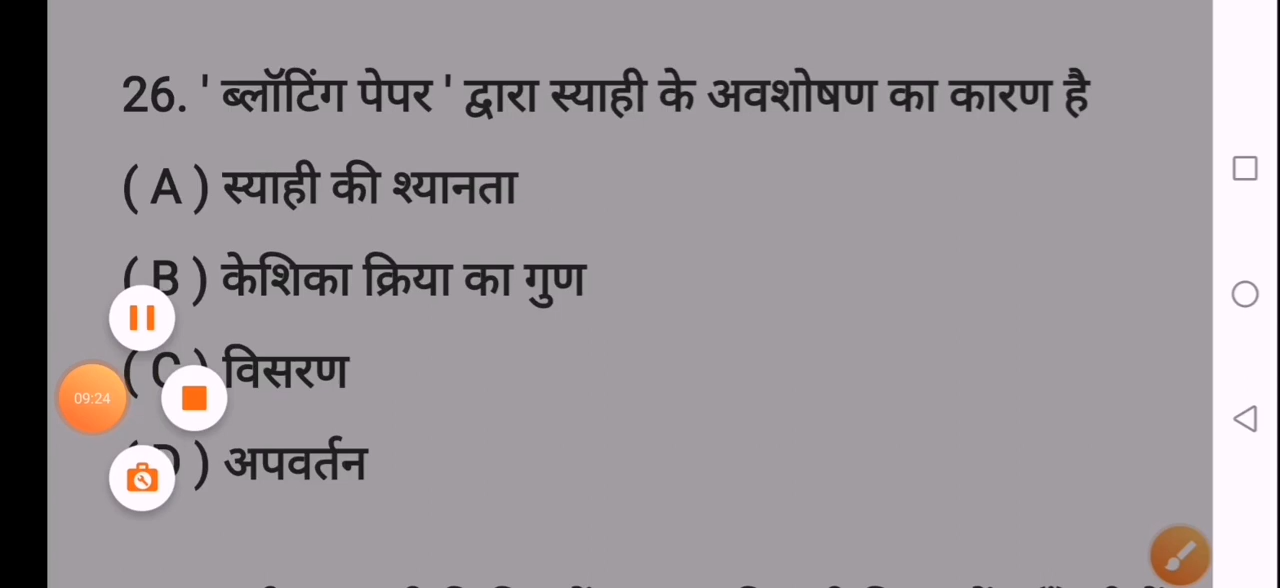 26. ' ब्लॉटिंग पेपर ' द्वारा स्याही के अवशोषण का कारण है
( A ) स्याही की श्यानता
( B ) केशिका क्रिया का गुण
( C ) विसरण
09:24
( D ) अपवर्तन